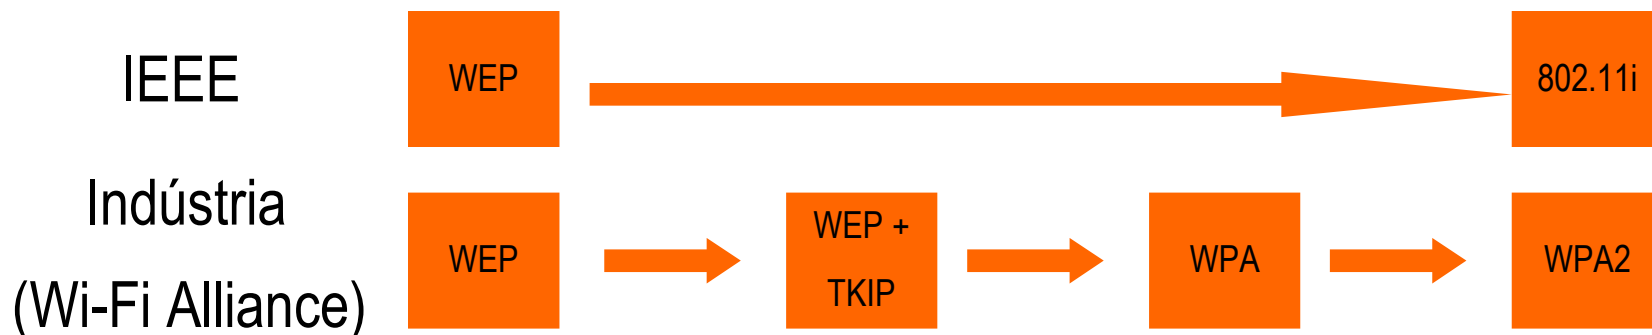 IEEE
WEP
802.11i
Indústria
(Wi-Fi Alliance)
WEP
WEP +
TKIP
WPA
WPA2